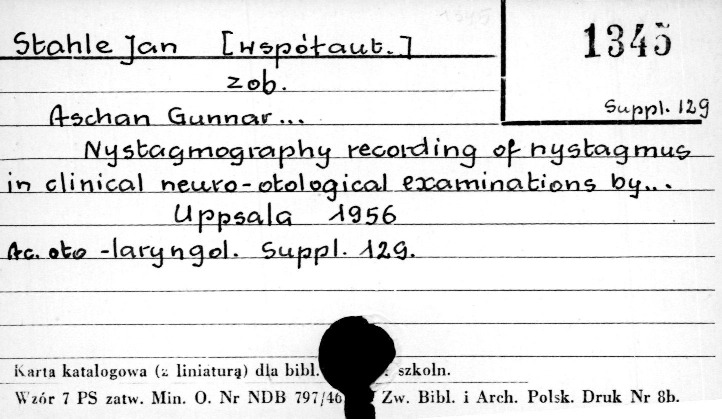 Stahle Jan [współaut.]
1345
zob.
Suppl. 129
Aschan Gunnar...
Nystagmography recording of nystagmus
in clinical neuro-otological examinations by...
Uppsala 1956
Ac. oto-laryngol. Suppl. 129.
Karta katalogowa (z liniaturą) dla bibl. szkoln.
Wzór 7 PS zatw. Min. O. Nr NDB 797/46 Zw. Bibl. i Arch. Polsk. Druk Nr 8b.